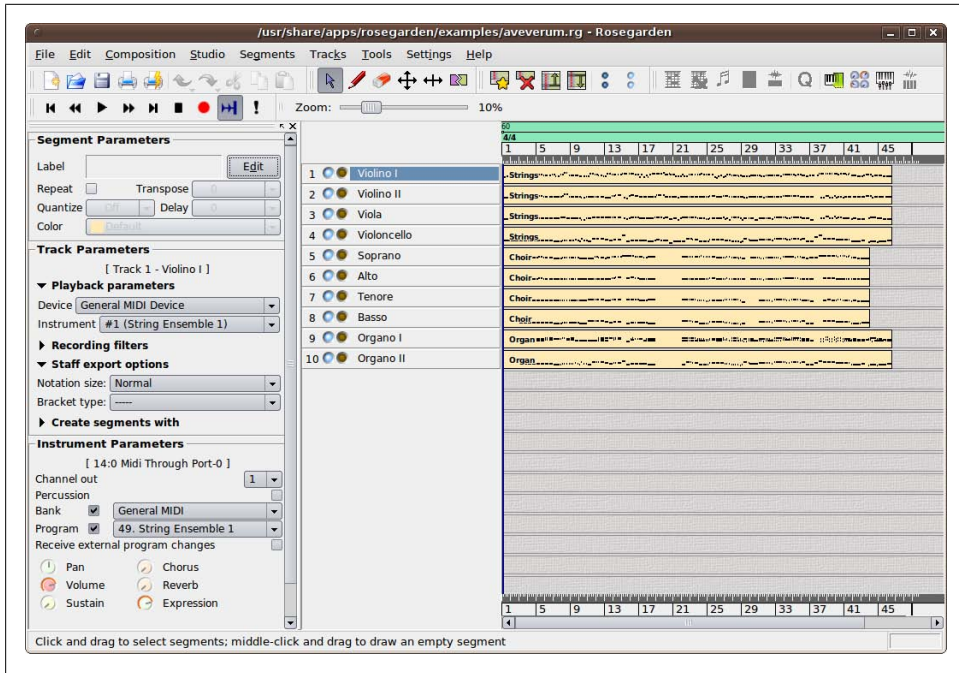 /usr/share/apps/rosegarden/examples/aveverum.rg - Rosegarden
File Edit Composition Studio Segments Tracks Tools Settings Help
Zoom: 10%
Segment Parameters
Label Edit
Repeat Transpose 0
Quantize Off Delay 0
Color Default
Track Parameters
[ Track 1 - Violino I ]
Playback parameters
Device General MIDI Device
Instrument #1 (String Ensemble 1)
Recording filters
Staff export options
Notation size: Normal
Bracket type: -----
Create segments with
Instrument Parameters
[ 14:0 Midi Through Port-0 ]
Channel out 1
Percussion
Bank General MIDI
Program 49. String Ensemble 1
Receive external program changes
Pan Chorus
Volume Reverb
Sustain Expression
60
4/4
1 5 9 13 17 21 25 29 33 37 41 45
1 Violino I Strings
2 Violino II Strings
3 Viola Strings
4 Violoncello Strings
5 Soprano Choir
6 Alto Choir
7 Tenore Choir
8 Basso Choir
9 Organo I Organ
10 Organo II Organ
1 5 9 13 17 21 25 29 33 37 41 45
Click and drag to select segments; middle-click and drag to draw an empty segment